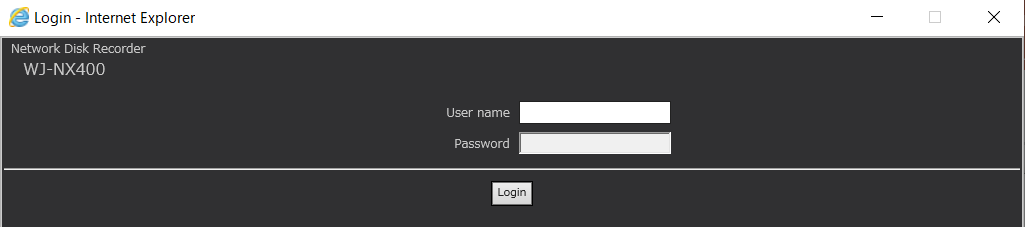 Login - Internet Explorer
Network Disk Recorder
WJ-NX400
User name
Password
Login